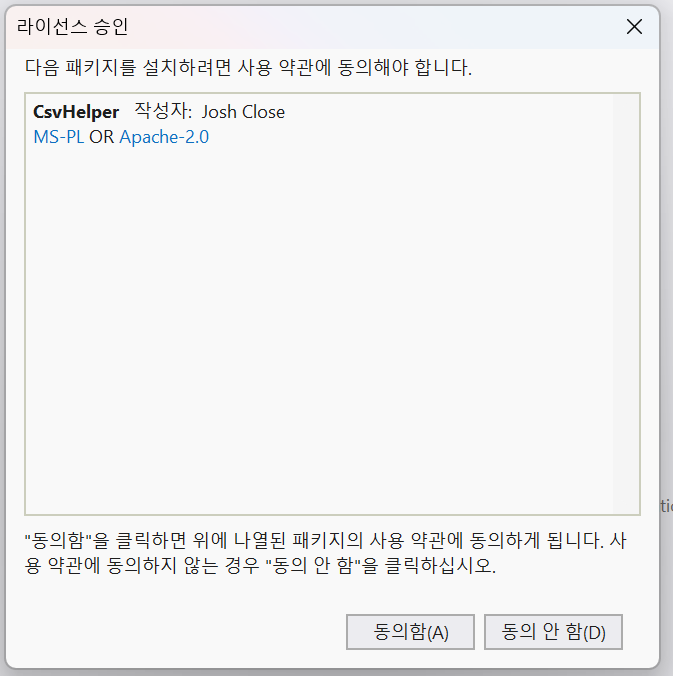 라이선스 승인
다음 패키지를 설치하려면 사용 약관에 동의해야 합니다.
CsvHelper 작성자: Josh Close
MS-PL OR Apache-2.0
"동의함"을 클릭하면 위에 나열된 패키지의 사용 약관에 동의하게 됩니다. 사
용 약관에 동의하지 않는 경우 "동의 안 함"을 클릭하십시오.
동의함(A) 동의 안 함(D)